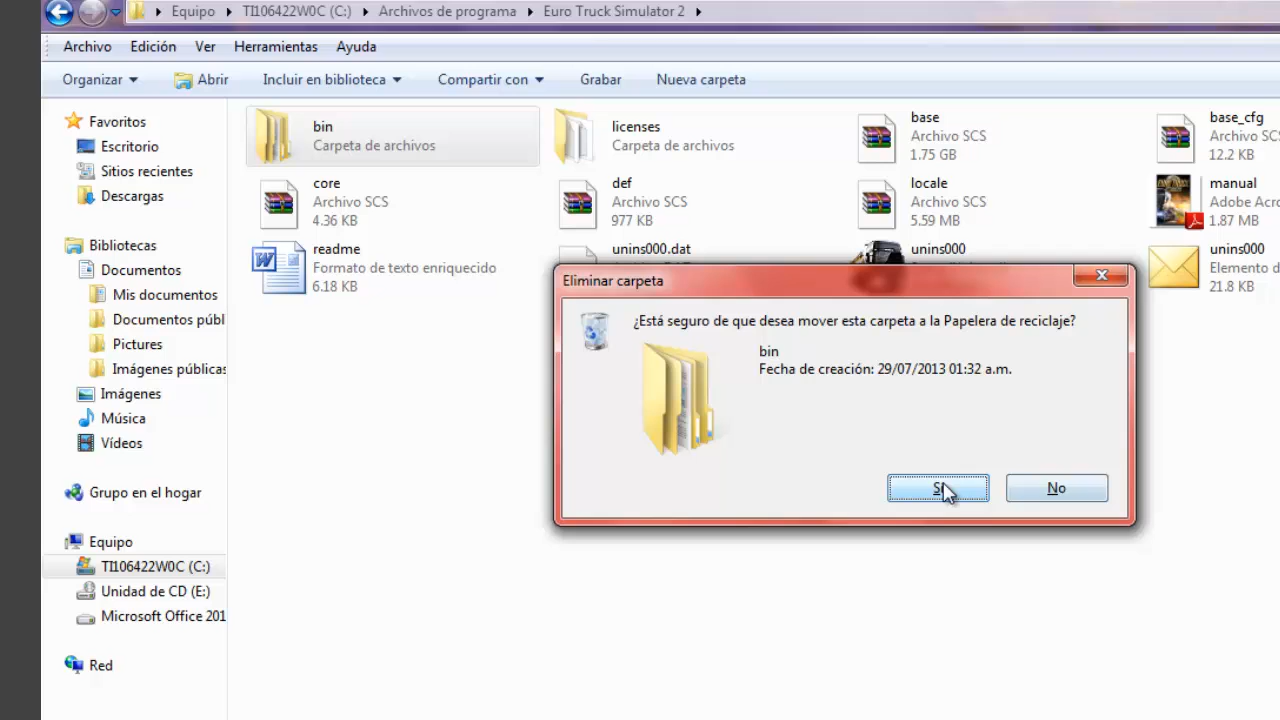 Equipo TI106422W0C (C:) Archivos de programa Euro Truck Simulator 2
Archivo Edición Ver Herramientas Ayuda
Organizar Abrir Incluir en biblioteca Compartir con Grabar Nueva carpeta
Favoritos
Escritorio
Sitios recientes
Descargas
Bibliotecas
Documentos
Mis documentos
Documentos públ
Pictures
Imágenes públicas
Imágenes
Música
Vídeos
Grupo en el hogar
Equipo
TI106422W0C (C:)
Unidad de CD (E:)
Microsoft Office 201
Red
bin
Carpeta de archivos
licenses
Carpeta de archivos
base
Archivo SCS
1.75 GB
base_cfg
Archivo SCS
12.2 KB
core
Archivo SCS
4.36 KB
def
Archivo SCS
977 KB
locale
Archivo SCS
5.59 MB
manual
Adobe Acro
1.87 MB
readme
Formato de texto enriquecido
6.18 KB
unins000.dat
unins000
unins000
Elemento d
21.8 KB
Eliminar carpeta
¿Está seguro de que desea mover esta carpeta a la Papelera de reciclaje?
bin
Fecha de creación: 29/07/2013 01:32 a.m.
No